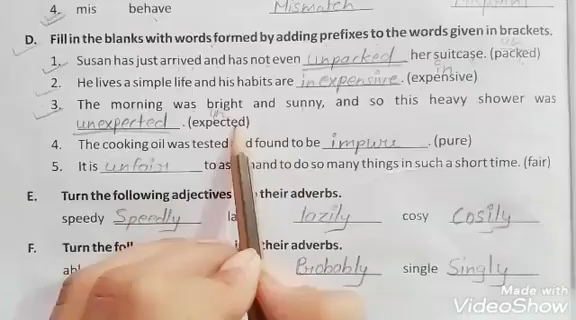 4. mis behave Mismatch
D. Fill in the blanks with words formed by adding prefixes to the words given in brackets.
1. Susan has just arrived and has not even unpacked her suitcase. (packed)
2. He lives a simple life and his habits are inexpensive. (expensive)
3. The morning was bright and sunny, and so this heavy shower was
unexpected. (expected)
4. The cooking oil was tested found to be impure. (pure)
5. It is unfair to as hand to do so many things in such a short time. (fair)
E. Turn the following adjectives their adverbs.
speedy Speedly la lazily cosy Cosily
F. Turn the fol their adverbs.
abl Probably single Singly
Made with
VideoShow